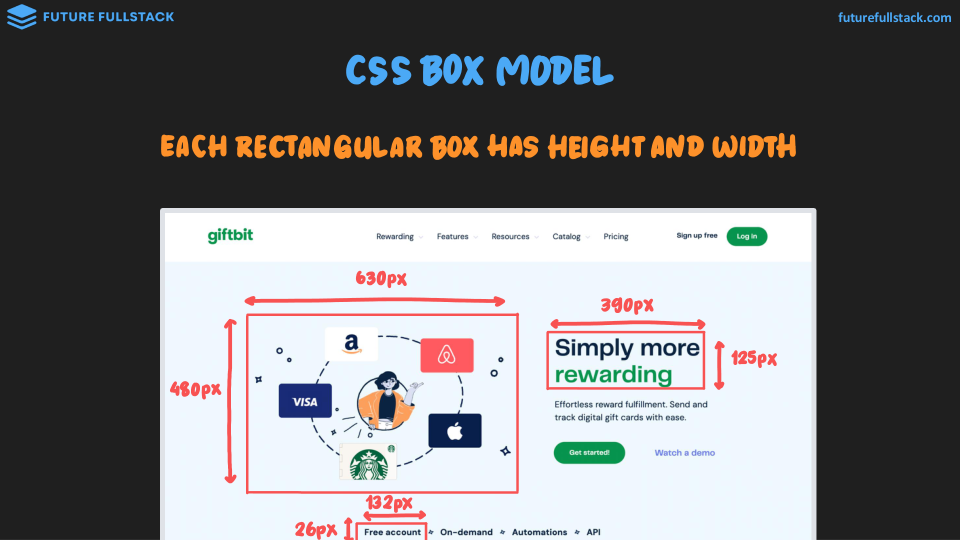 FUTURE FULLSTACK
futurefullstack.com
CSS BOX MODEL
EACH RECTANGULAR BOX HAS HEIGHT AND WIDTH
giftbit
Rewarding Features Resources Catalog Pricing Sign up free Log in
630px
390px
a
Simply more
rewarding
125px
480px
VISA
Effortless reward fulfillment. Send and
track digital gift cards with ease.
Get started! Watch a demo
132px
26px
Free account On-demand Automations API